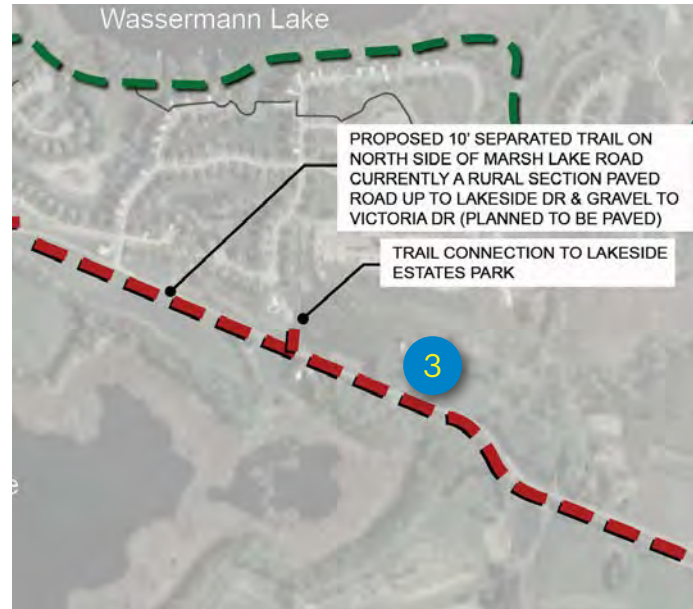 Wassermann Lake
PROPOSED 10' SEPARATED TRAIL ON
NORTH SIDE OF MARSH LAKE ROAD
CURRENTLY A RURAL SECTION PAVED
ROAD UP TO LAKESIDE DR & GRAVEL TO
VICTORIA DR (PLANNED TO BE PAVED)
TRAIL CONNECTION TO LAKESIDE
ESTATES PARK
3
e